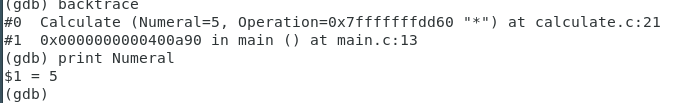 (gdb) backtrace
#0  Calculate (Numeral=5, Operation=0x7fffffffdd60 "*") at calculate.c:21
#1  0x0000000000400a90 in main () at main.c:13
(gdb) print Numeral
$1 = 5
(gdb)